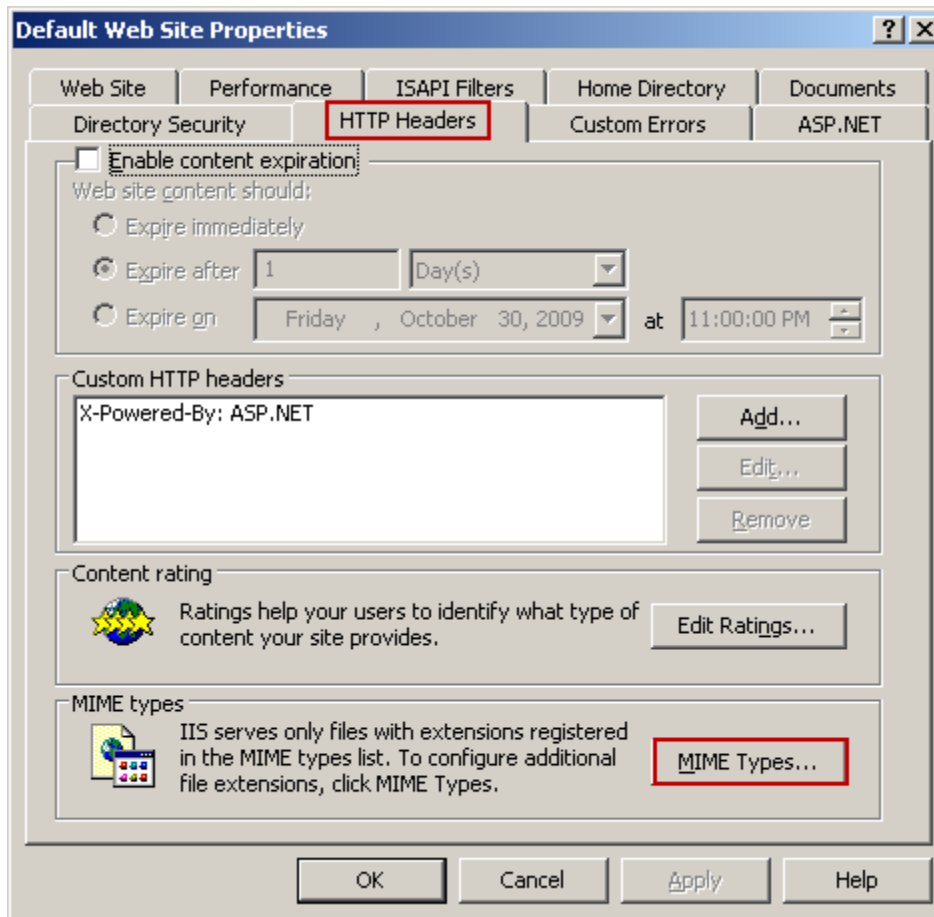 Default Web Site Properties
Web Site Performance ISAPI Filters Home Directory Documents
Directory Security HTTP Headers Custom Errors ASP.NET
Enable content expiration
Web site content should:
Expire immediately
Expire after 1 Day(s)
Expire on Friday , October 30, 2009 at 11:00:00 PM
Custom HTTP headers
X-Powered-By: ASP.NET
Add...
Edit...
Remove
Content rating
Ratings help your users to identify what type of
content your site provides.
Edit Ratings...
MIME types
IIS serves only files with extensions registered
in the MIME types list. To configure additional
file extensions, click MIME Types.
MIME Types...
OK Cancel Apply Help